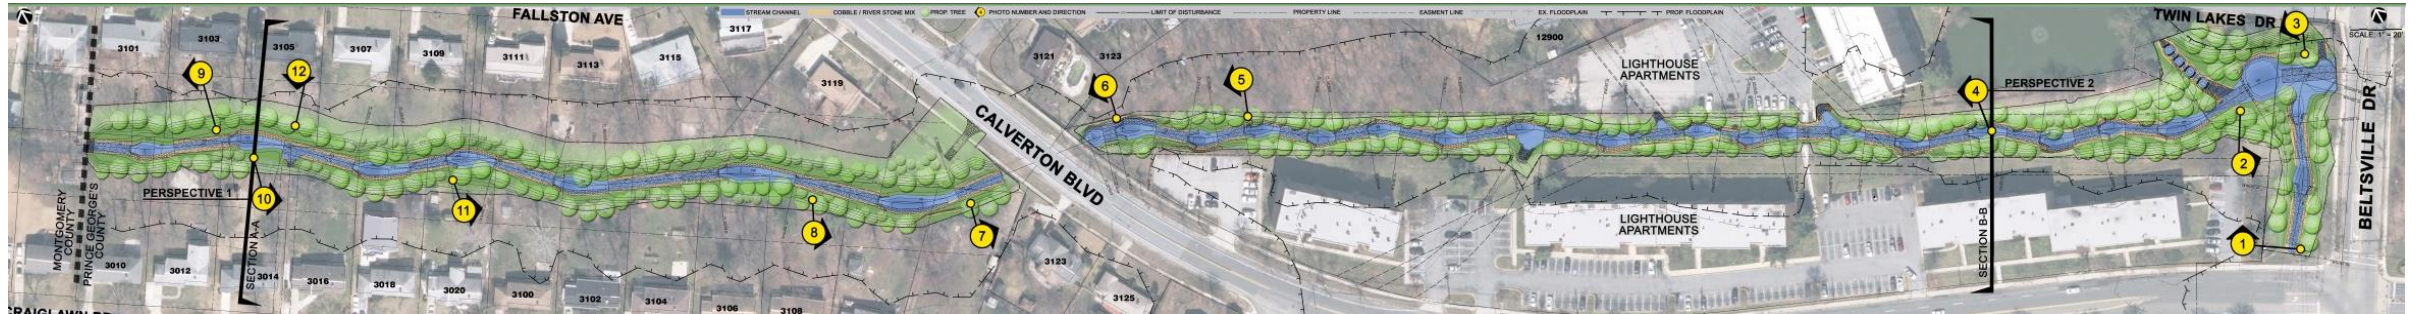 FALLSTON AVE
STREAM CHANNEL
COBBLE / RIVER STONE MIX
PROP. TREE
PHOTO NUMBER AND DIRECTION
LIMIT OF DISTURBANCE
PROPERTY LINE
EASMENT LINE
EX. FLOODPLAIN
PROP. FLOODPLAIN
TWIN LAKES DR
SCALE: 1" = 20'
3101
3103
3105
3107
3109
3111
3113
3115
3117
3119
3121
3123
12900
LIGHTHOUSE
APARTMENTS
9
12
6
5
4
3
PERSPECTIVE 2
CALVERTON BLVD
BELTSVILLE DR
PERSPECTIVE 1
10
11
8
7
2
1
MONTGOMERY
COUNTY
PRINCE GEORGE'S
COUNTY
SECTION A-A
SECTION B-B
LIGHTHOUSE
APARTMENTS
3010
3012
3014
3016
3018
3020
3100
3102
3104
3106
3108
3123
3125